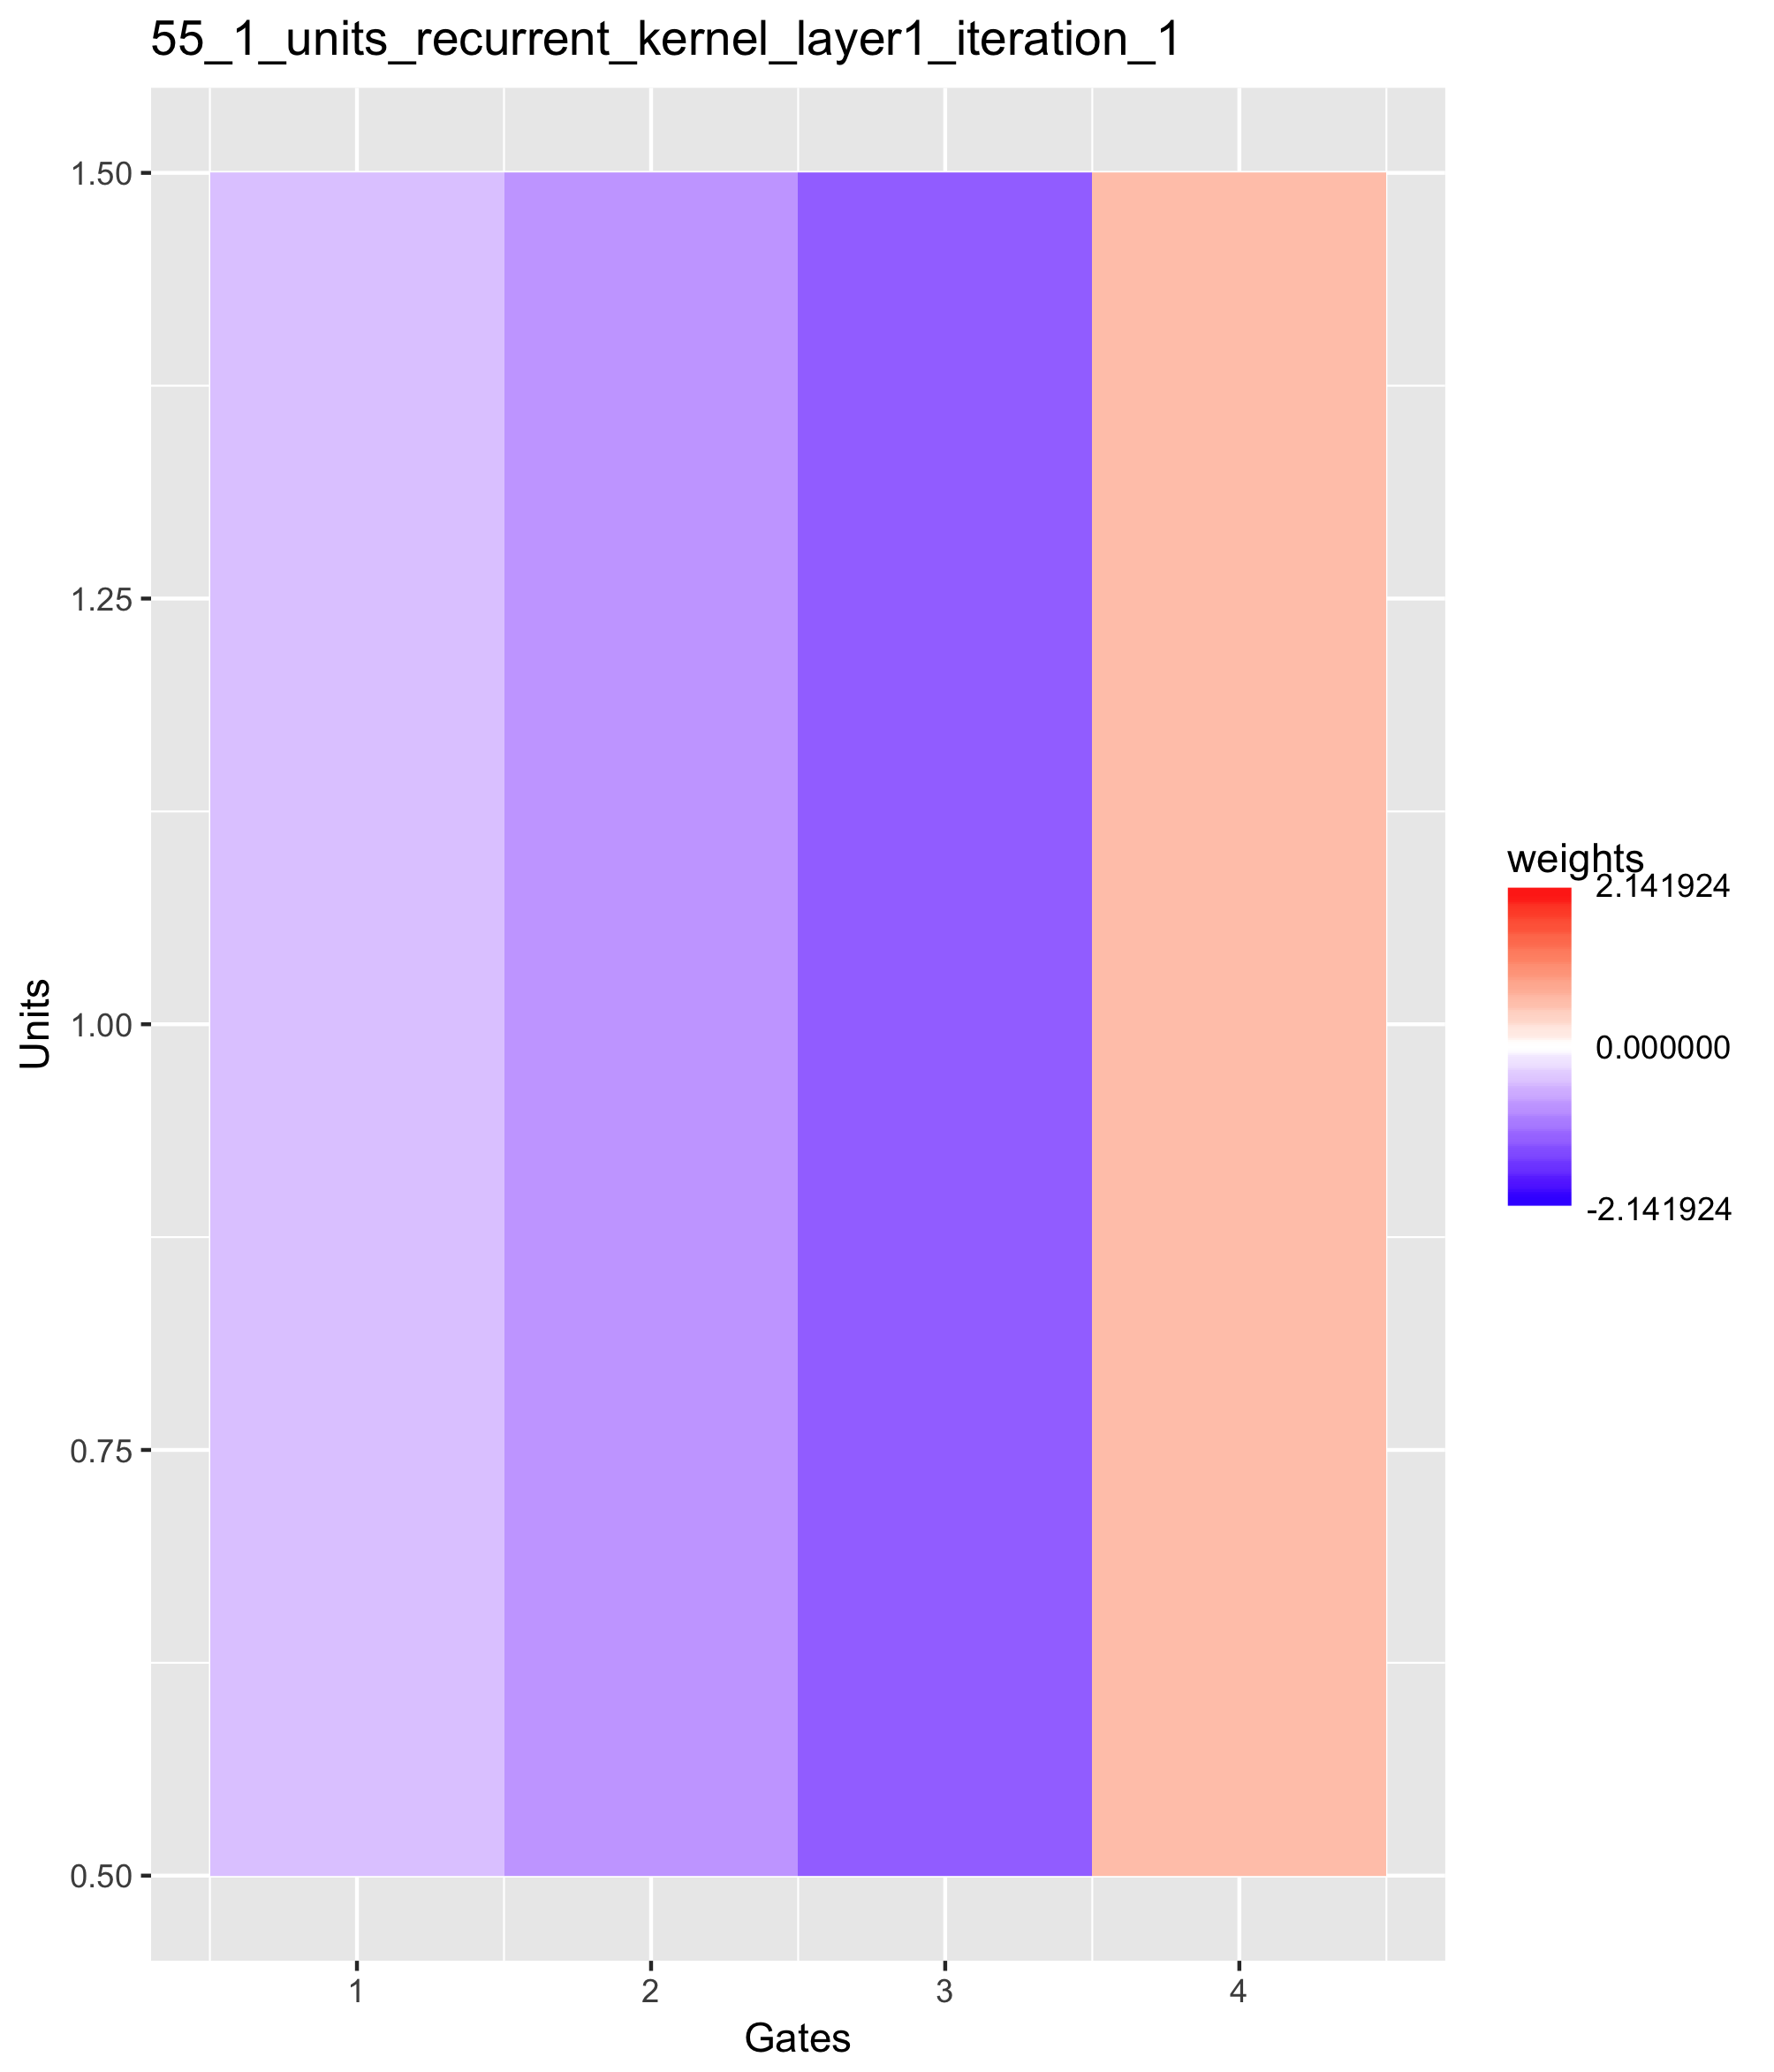 55_1_units_recurrent_kernel_layer1_iteration_1
1.50
1.25
1.00
0.75
0.50
Units
1 2 3 4
Gates
weights
2.141924
0.000000
-2.141924